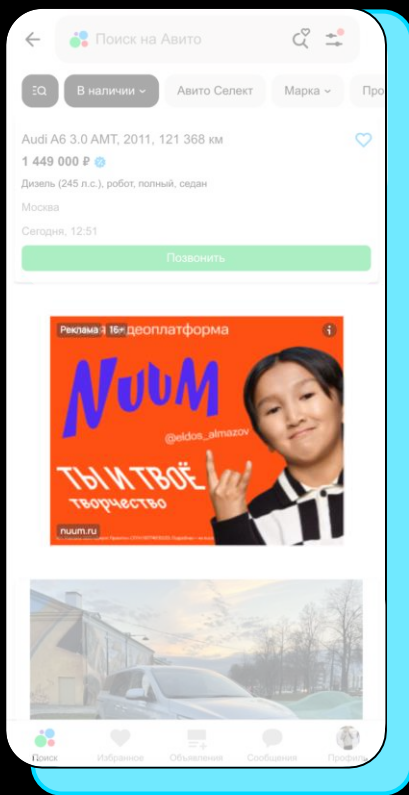 Поиск на Авито
В наличии
Авито Селект
Марка
Про
Audi A6 3.0 AMT, 2011, 121 368 км
1 449 000 ₽
Дизель (245 л.с.), робот, полный, седан
Москва
Сегодня, 12:51
Позвонить
Реклама 16+ деоплатформа
NUUM
@eldos_almazov
ТЫ И ТВОЁ
ТВОРЧЕСТВО
nuum.ru
Поиск
Избранное
Объявления
Сообщения
Профиль